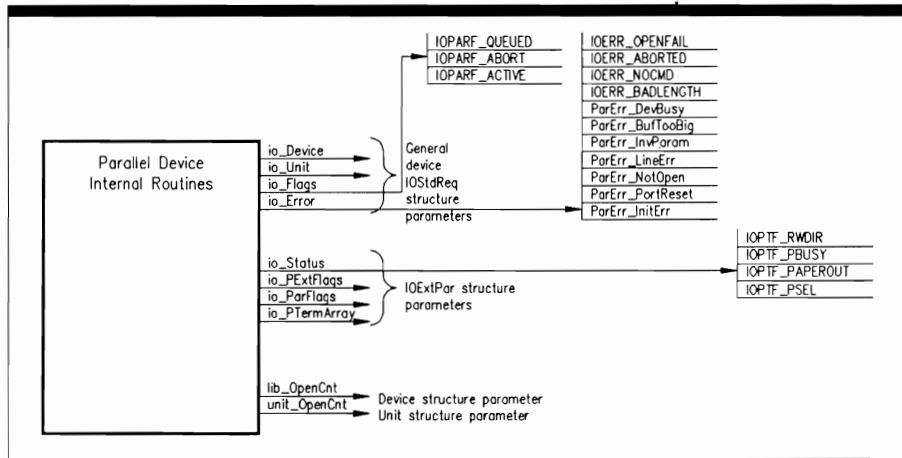 IOPARF_QUEUED
IOPARF_ABORT
IOPARF_ACTIVE
IOERR_OPENFAIL
IOERR_ABORTED
IOERR_NOCMD
IOERR_BADLENGTH
ParErr_DevBusy
ParErr_BufTooBig
ParErr_InvParam
ParErr_LineErr
ParErr_NotOpen
ParErr_PortReset
ParErr_InitErr
Parallel Device
Internal Routines
io_Device
io_Unit
io_Flags
io_Error
General
device
IOStdReq
structure
parameters
io_Status
io_PExtFlags
io_ParFlags
io_PTermArray
IOExtPar structure
parameters
IOPTF_RWDIR
IOPTF_PBUSY
IOPTF_PAPEROUT
IOPTF_PSEL
lib_OpenCnt
unit_OpenCnt
Device structure parameter
Unit structure parameter